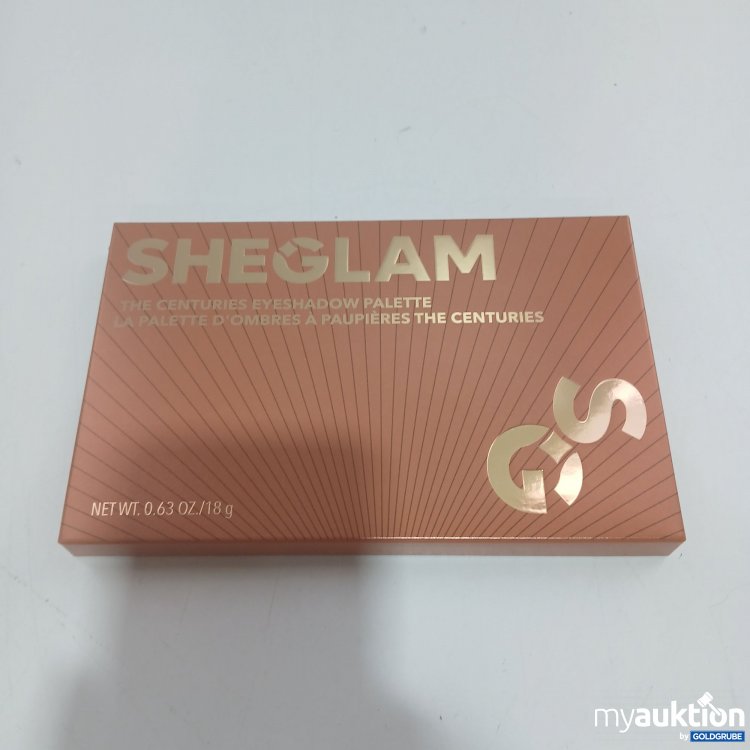 SHEGLAM
THE CENTURIES EYESHADOW PALETTE
LA PALETTE D'OMBRES À PAUPIÈRES THE CENTURIES
GS
NET WT. 0.63 OZ./18 g
myauktion
by GOLDGRUBE